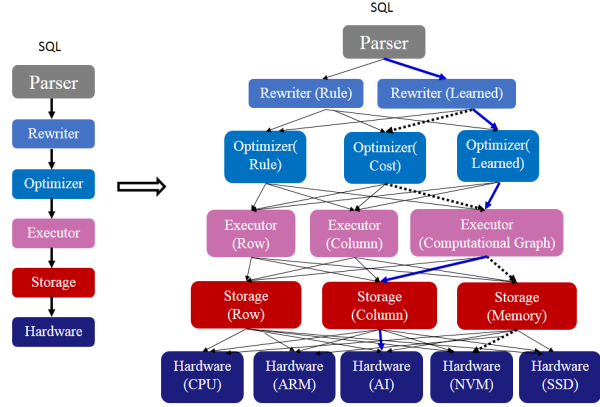 SQL
Parser
Rewriter
Optimizer
Executor
Storage
Hardware
SQL
Parser
Rewriter (Rule)
Rewriter (Learned)
Optimizer(
Rule)
Optimizer(
Cost)
Optimizer(
Learned)
Executor
(Row)
Executor
(Column)
Executor
(Computational Graph)
Storage
(Row)
Storage
(Column)
Storage
(Memory)
Hardware
(CPU)
Hardware
(ARM)
Hardware
(AI)
Hardware
(NVM)
Hardware
(SSD)